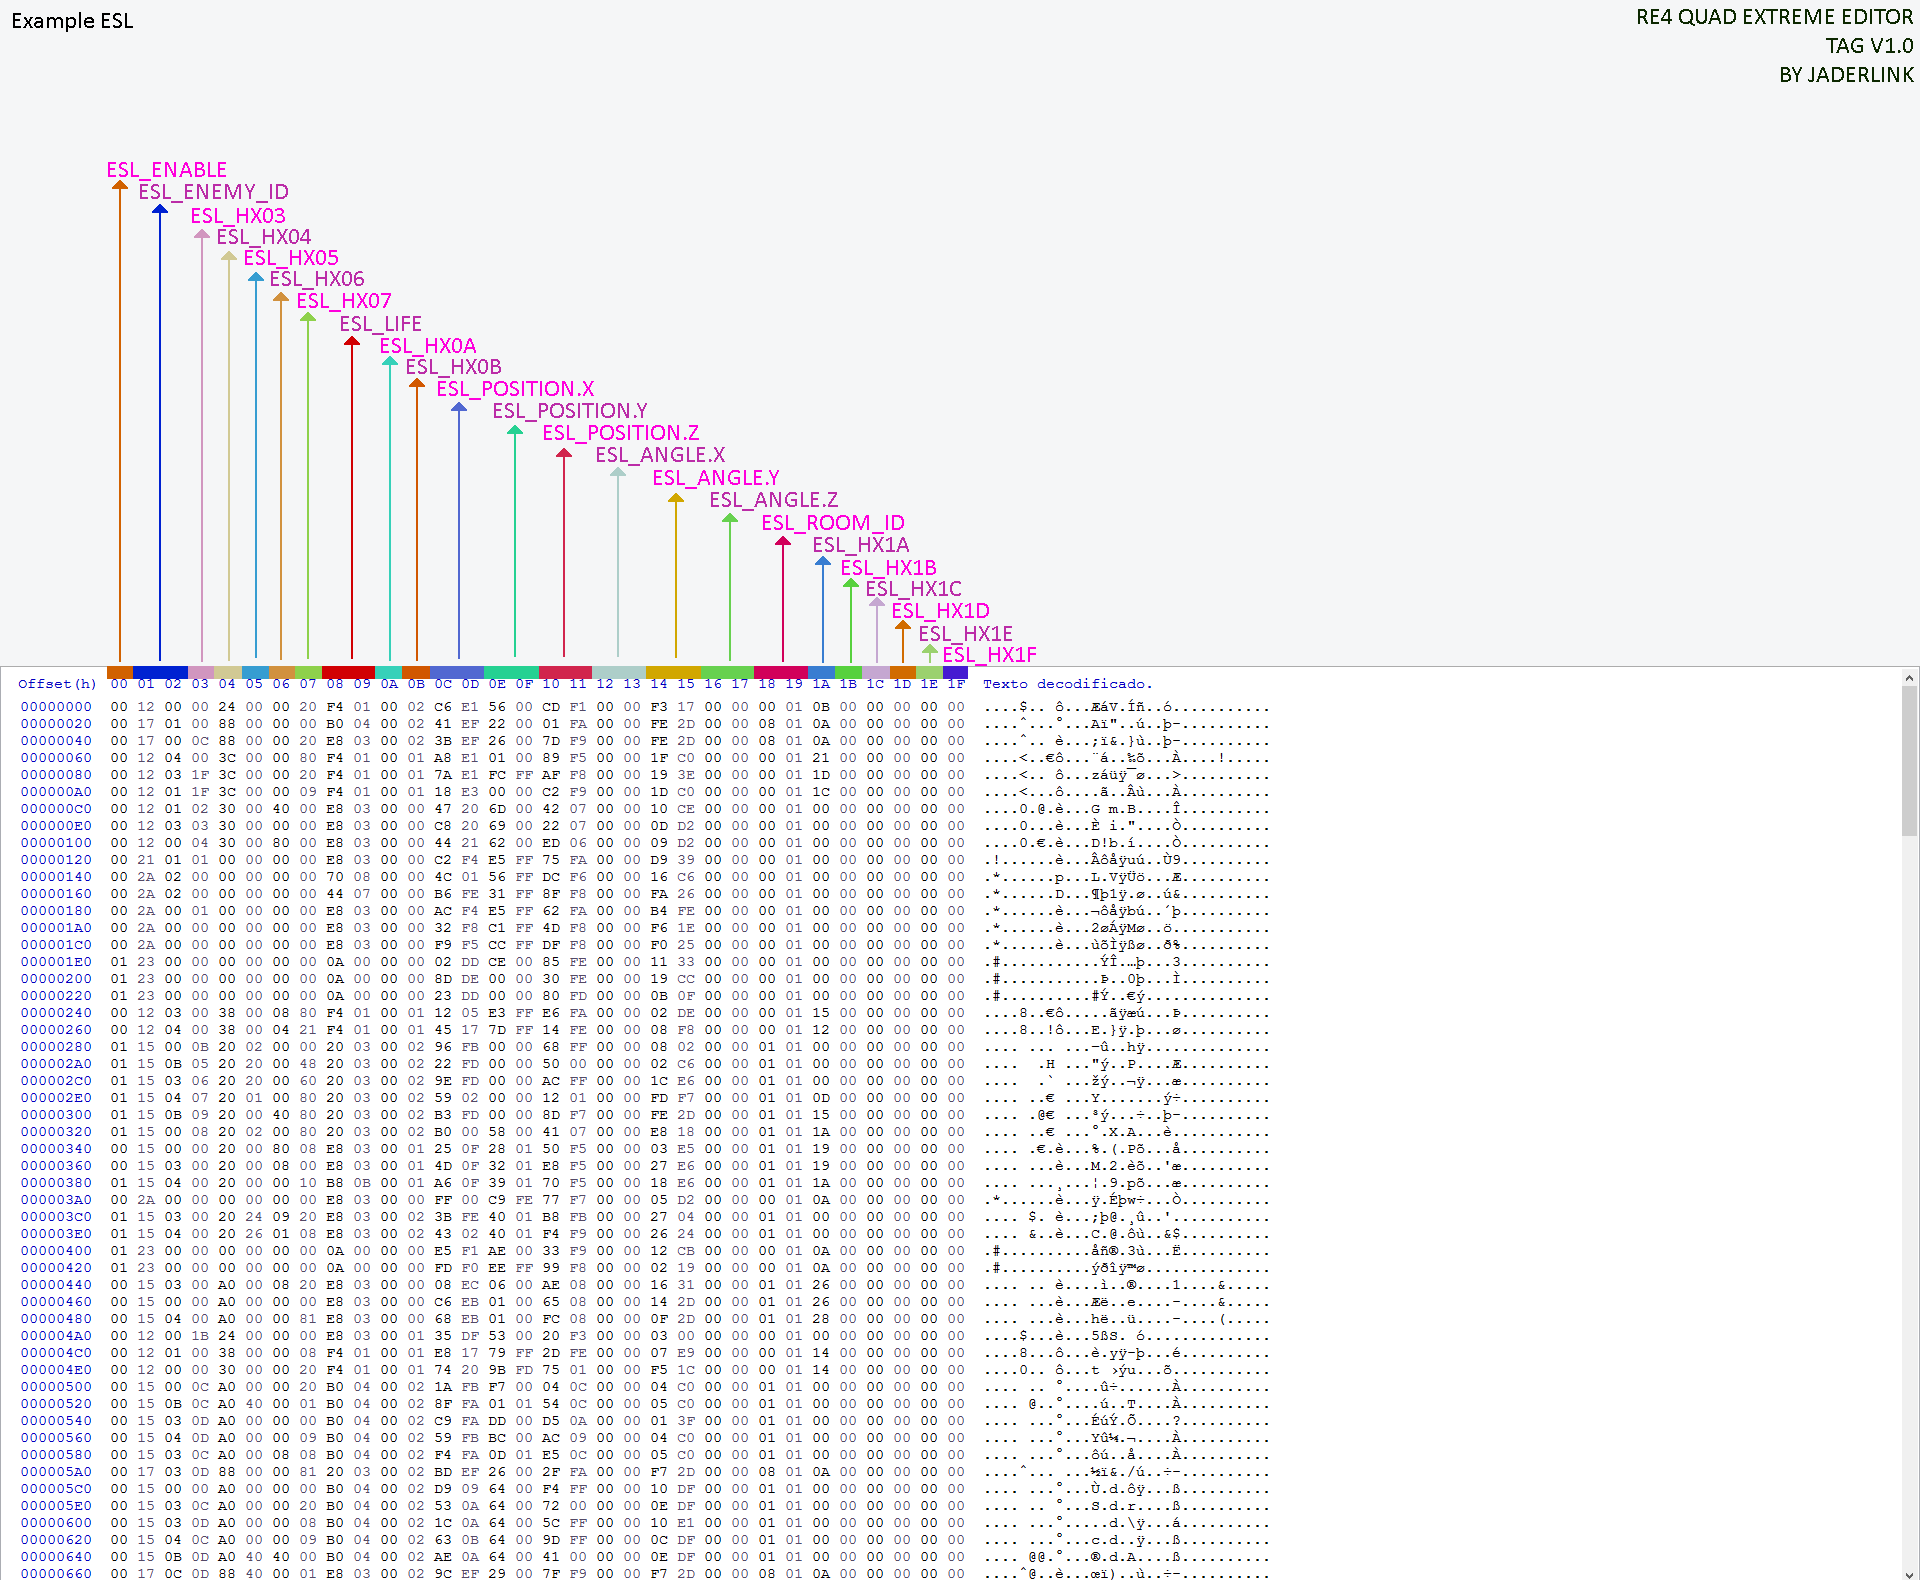 Example ESL
RE4 QUAD EXTREME EDITOR
TAG V1.0
BY JADERLINK
ESL_ENABLE
ESL_ENEMY_ID
ESL_HX03
ESL_HX04
ESL_HX05
ESL_HX06
ESL_HX07
ESL_LIFE
ESL_HX0A
ESL_HX0B
ESL_POSITION.X
ESL_POSITION.Y
ESL_POSITION.Z
ESL_ANGLE.X
ESL_ANGLE.Y
ESL_ANGLE.Z
ESL_ROOM_ID
ESL_HX1A
ESL_HX1B
ESL_HX1C
ESL_HX1D
ESL_HX1E
ESL_HX1F
Offset(h) 00 01 02 03 04 05 06 07 08 09 0A 0B 0C 0D 0E 0F 10 11 12 13 14 15 16 17 18 19 1A 1B 1C 1D 1E 1F Texto decodificado.
00000000 00 12 00 00 24 00 00 20 F4 01 00 02 C6 E1 56 00 CD F1 00 00 F3 17 00 00 00 01 0B 00 00 00 00 00
00000020 00 17 01 00 88 00 00 00 B0 04 00 02 41 EF 22 00 01 FA 00 00 FE 2D 00 00 08 01 0A 00 00 00 00 00
00000040 00 17 00 0C 88 00 00 20 E8 03 00 02 3B EF 26 00 7D F9 00 00 FE 2D 00 00 08 01 0A 00 00 00 00 00
00000060 00 12 04 00 3C 00 00 80 F4 01 00 01 A8 E1 01 00 89 F5 00 00 1F C0 00 00 00 01 21 00 00 00 00 00
00000080 00 12 03 1F 3C 00 00 20 F4 01 00 01 7A E1 FC FF AF F8 00 00 19 3E 00 00 00 01 1D 00 00 00 00 00
000000A0 00 12 01 1F 3C 00 00 09 F4 01 00 01 18 E3 00 00 C2 F9 00 00 1D C0 00 00 00 01 1C 00 00 00 00 00
000000C0 00 12 01 02 30 00 40 00 E8 03 00 00 47 20 6D 00 42 07 00 00 10 CE 00 00 00 01 00 00 00 00 00 00
000000E0 00 12 03 03 30 00 00 00 E8 03 00 00 C8 20 69 00 22 07 00 00 0D D2 00 00 00 01 00 00 00 00 00 00
00000100 00 12 00 04 30 00 80 00 E8 03 00 00 44 21 62 00 ED 06 00 00 09 D2 00 00 00 01 00 00 00 00 00 00
00000120 00 21 01 01 00 00 00 00 E8 03 00 00 C2 F4 E5 FF 75 FA 00 00 D9 39 00 00 00 01 00 00 00 00 00 00
00000140 00 2A 02 00 00 00 00 00 70 08 00 00 4C 01 56 FF DC F6 00 00 16 C6 00 00 00 01 00 00 00 00 00 00
00000160 00 2A 02 00 00 00 00 00 44 07 00 00 B6 FE 31 FF 8F F8 00 00 FA 26 00 00 00 01 00 00 00 00 00 00
00000180 00 2A 00 01 00 00 00 00 E8 03 00 00 AC F4 E5 FF 62 FA 00 00 B4 FE 00 00 00 01 00 00 00 00 00 00
000001A0 00 2A 00 00 00 00 00 00 E8 03 00 00 32 F8 C1 FF 4D F8 00 00 F6 1E 00 00 00 01 00 00 00 00 00 00
000001C0 00 2A 00 00 00 00 00 00 E8 03 00 00 F9 F5 CC FF DF F8 00 00 F0 25 00 00 00 01 00 00 00 00 00 00
000001E0 01 23 00 00 00 00 00 00 0A 00 00 00 02 DD CE 00 85 FE 00 00 11 33 00 00 00 01 00 00 00 00 00 00
00000200 01 23 00 00 00 00 00 00 0A 00 00 00 8D DE 00 00 30 FE 00 00 19 CC 00 00 00 01 00 00 00 00 00 00
00000220 01 23 00 00 00 00 00 00 0A 00 00 00 23 DD 00 00 80 FD 00 00 0B 0F 00 00 00 01 00 00 00 00 00 00
00000240 00 12 03 00 38 00 08 80 F4 01 00 01 12 05 E3 FF E6 FA 00 00 02 DE 00 00 00 01 15 00 00 00 00 00
00000260 00 12 04 00 38 00 04 21 F4 01 00 01 45 17 7D FF 14 FE 00 00 08 F8 00 00 00 01 12 00 00 00 00 00
00000280 01 15 00 0B 20 02 00 00 20 03 00 02 96 FB 00 00 68 FF 00 00 08 02 00 00 01 01 00 00 00 00 00 00
000002A0 01 15 0B 05 20 20 00 48 20 03 00 02 22 FD 00 00 50 00 00 00 02 C6 00 00 01 01 00 00 00 00 00 00
000002C0 01 15 03 06 20 20 00 60 20 03 00 02 9E FD 00 00 AC FF 00 00 1C E6 00 00 01 01 00 00 00 00 00 00
000002E0 01 15 04 07 20 01 00 80 20 03 00 02 59 02 00 00 12 01 00 00 FD F7 00 00 01 01 0D 00 00 00 00 00
00000300 01 15 0B 09 20 00 40 80 20 03 00 02 B3 FD 00 00 8D F7 00 00 FE 2D 00 00 01 01 15 00 00 00 00 00
00000320 01 15 00 08 20 02 00 80 20 03 00 02 B0 00 58 00 41 07 00 00 E8 18 00 00 01 01 1A 00 00 00 00 00
00000340 01 15 00 00 20 00 80 08 E8 03 00 01 25 0F 28 01 50 F5 00 00 03 E5 00 00 01 01 19 00 00 00 00 00
00000360 01 15 03 00 20 00 08 00 E8 03 00 01 4D 0F 32 01 E8 F5 00 00 27 E6 00 00 01 01 19 00 00 00 00 00
00000380 01 15 04 00 20 00 00 10 B8 0B 00 01 A6 0F 39 01 70 F5 00 00 18 E6 00 00 01 01 1A 00 00 00 00 00
000003A0 00 2A 00 00 00 00 00 00 E8 03 00 00 FF 00 C9 FE 77 F7 00 00 05 D2 00 00 00 01 0A 00 00 00 00 00
000003C0 01 15 03 00 20 24 09 20 E8 03 00 02 3B FE 40 01 B8 FB 00 00 27 04 00 00 01 01 00 00 00 00 00 00
000003E0 01 15 04 00 20 26 01 08 E8 03 00 02 43 02 40 01 F4 F9 00 00 26 24 00 00 01 01 00 00 00 00 00 00
00000400 01 23 00 00 00 00 00 00 0A 00 00 00 E5 F1 AE 00 33 F9 00 00 12 CB 00 00 00 01 0A 00 00 00 00 00
00000420 01 23 00 00 00 00 00 00 0A 00 00 00 FD F0 EE FF 99 F8 00 00 02 19 00 00 00 01 0A 00 00 00 00 00
00000440 00 15 03 00 A0 00 08 20 E8 03 00 00 08 EC 06 00 AE 08 00 00 16 31 00 00 01 01 26 00 00 00 00 00
00000460 00 15 00 00 A0 00 00 00 E8 03 00 00 C6 EB 01 00 65 08 00 00 14 2D 00 00 01 01 26 00 00 00 00 00
00000480 00 15 04 00 A0 00 00 81 E8 03 00 00 68 EB 01 00 FC 08 00 00 0F 2D 00 00 01 01 28 00 00 00 00 00
000004A0 00 12 00 1B 24 00 00 00 E8 03 00 01 35 DF 53 00 20 F3 00 00 03 00 00 00 00 01 00 00 00 00 00 00
000004C0 00 12 01 00 38 00 00 08 F4 01 00 01 E8 17 79 FF 2D FE 00 00 07 E9 00 00 00 01 14 00 00 00 00 00
000004E0 00 12 00 00 30 00 00 20 F4 01 00 01 74 20 9B FD 75 01 00 00 F5 1C 00 00 00 01 14 00 00 00 00 00
00000500 00 15 00 0C A0 00 00 20 B0 04 00 02 1A FB F7 00 04 0C 00 00 04 C0 00 00 01 01 00 00 00 00 00 00
00000520 00 15 0B 0C A0 40 00 01 B0 04 00 02 8F FA 01 01 54 0C 00 00 05 C0 00 00 01 01 00 00 00 00 00 00
00000540 00 15 03 0D A0 00 00 00 B0 04 00 02 C9 FA DD 00 D5 0A 00 00 01 3F 00 00 01 01 00 00 00 00 00 00
00000560 00 15 04 0D A0 00 00 09 B0 04 00 02 59 FB BC 00 AC 09 00 00 04 C0 00 00 01 01 00 00 00 00 00 00
00000580 00 15 03 0C A0 00 08 08 B0 04 00 02 F4 FA 0D 01 E5 0C 00 00 05 C0 00 00 01 01 00 00 00 00 00 00
000005A0 00 17 03 0D 88 00 00 81 20 03 00 02 BD EF 26 00 2F FA 00 00 F7 2D 00 00 08 01 0A 00 00 00 00 00
000005C0 00 15 00 00 A0 00 00 00 B0 04 00 02 D9 09 64 00 F4 FF 00 00 10 DF 00 00 01 01 00 00 00 00 00 00
000005E0 00 15 03 0C A0 00 00 20 B0 04 00 02 53 0A 64 00 72 00 00 00 0E DF 00 00 01 01 00 00 00 00 00 00
00000600 00 15 03 0D A0 00 00 08 B0 04 00 02 1C 0A 64 00 5C FF 00 00 10 E1 00 00 01 01 00 00 00 00 00 00
00000620 00 15 04 0C A0 00 00 09 B0 04 00 02 63 0B 64 00 9D FF 00 00 0C DF 00 00 01 01 00 00 00 00 00 00
00000640 00 15 0B 0D A0 40 40 00 B0 04 00 02 AE 0A 64 00 41 00 00 00 0E DF 00 00 01 01 00 00 00 00 00 00
00000660 00 17 0C 0D 88 40 00 01 E8 03 00 02 9C EF 29 00 7F F9 00 00 F7 2D 00 00 08 01 0A 00 00 00 00 00